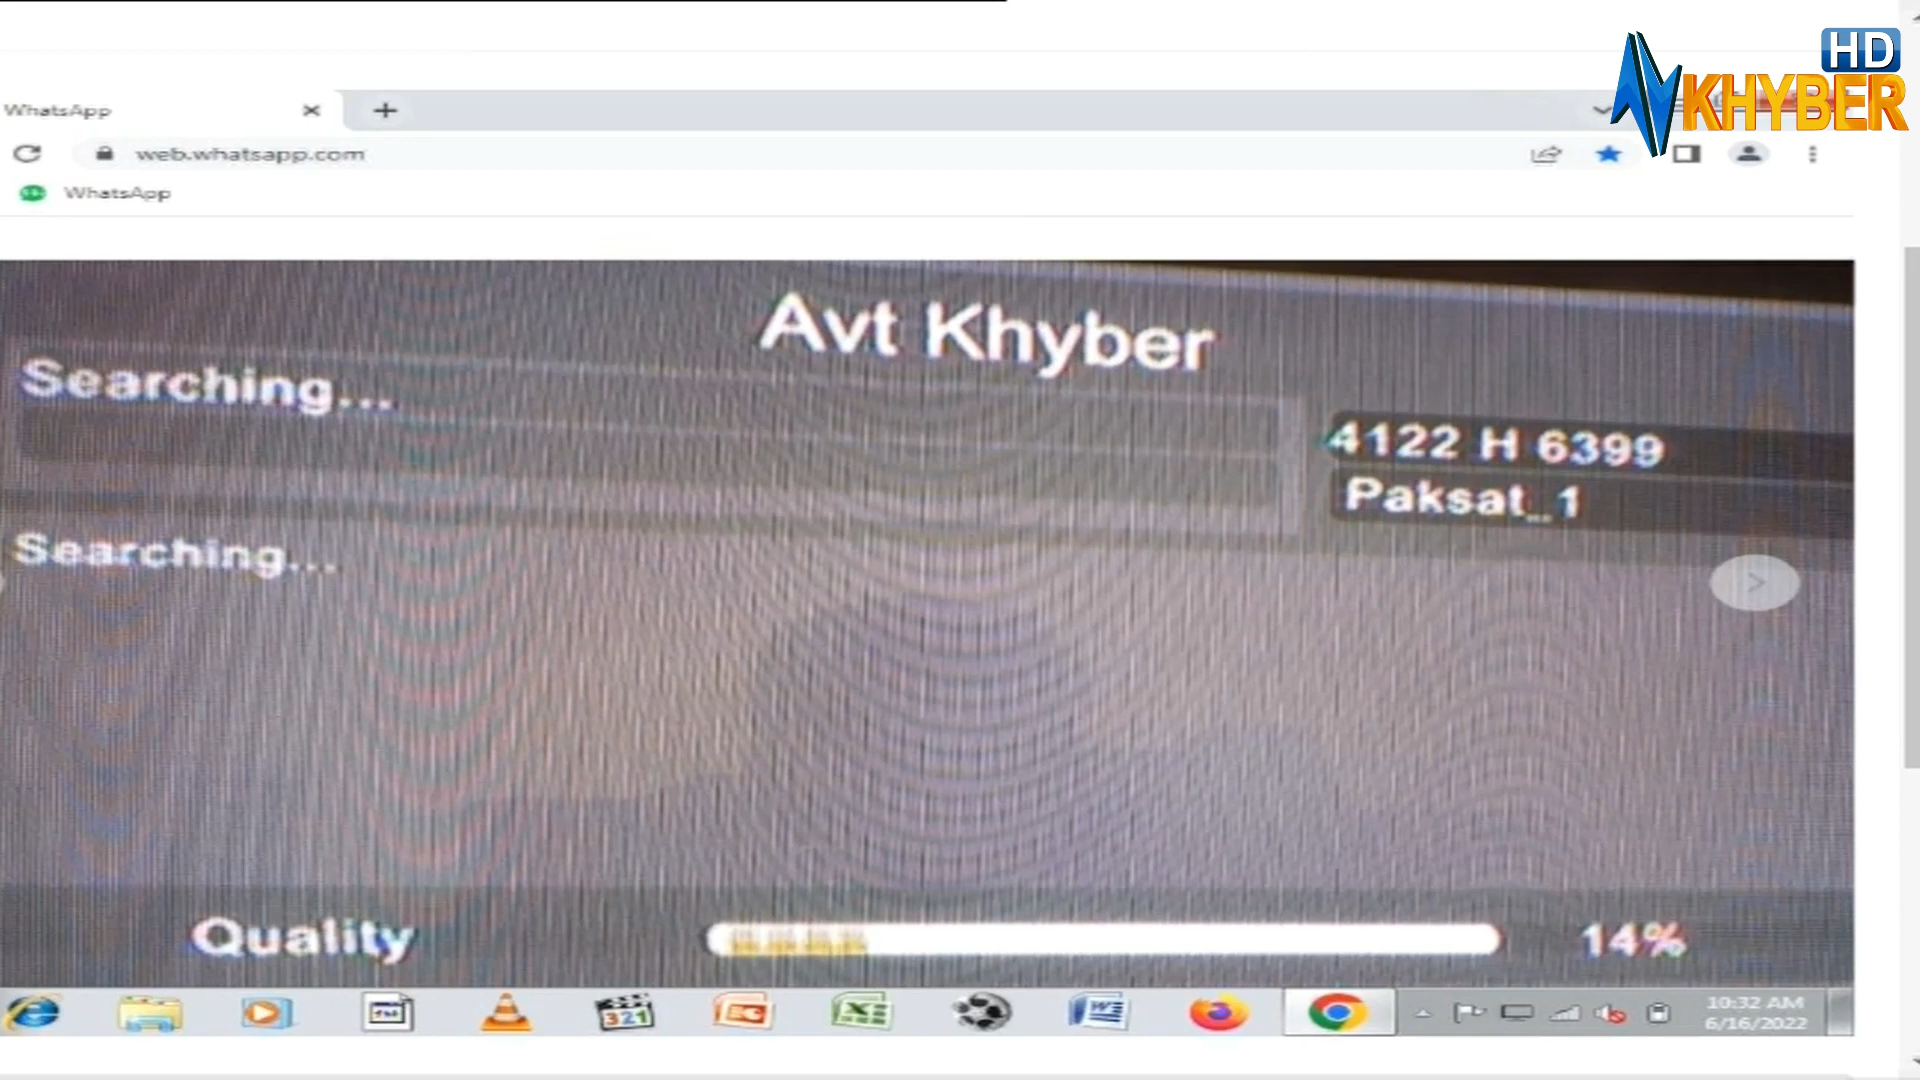 HD
KHYBER
WhatsApp
web.whatsapp.com
WhatsApp
Avt Khyber
Searching...
4122 H 6399
Paksat_1
Searching...
Quality
14%
321
10:32 AM
6/16/2022